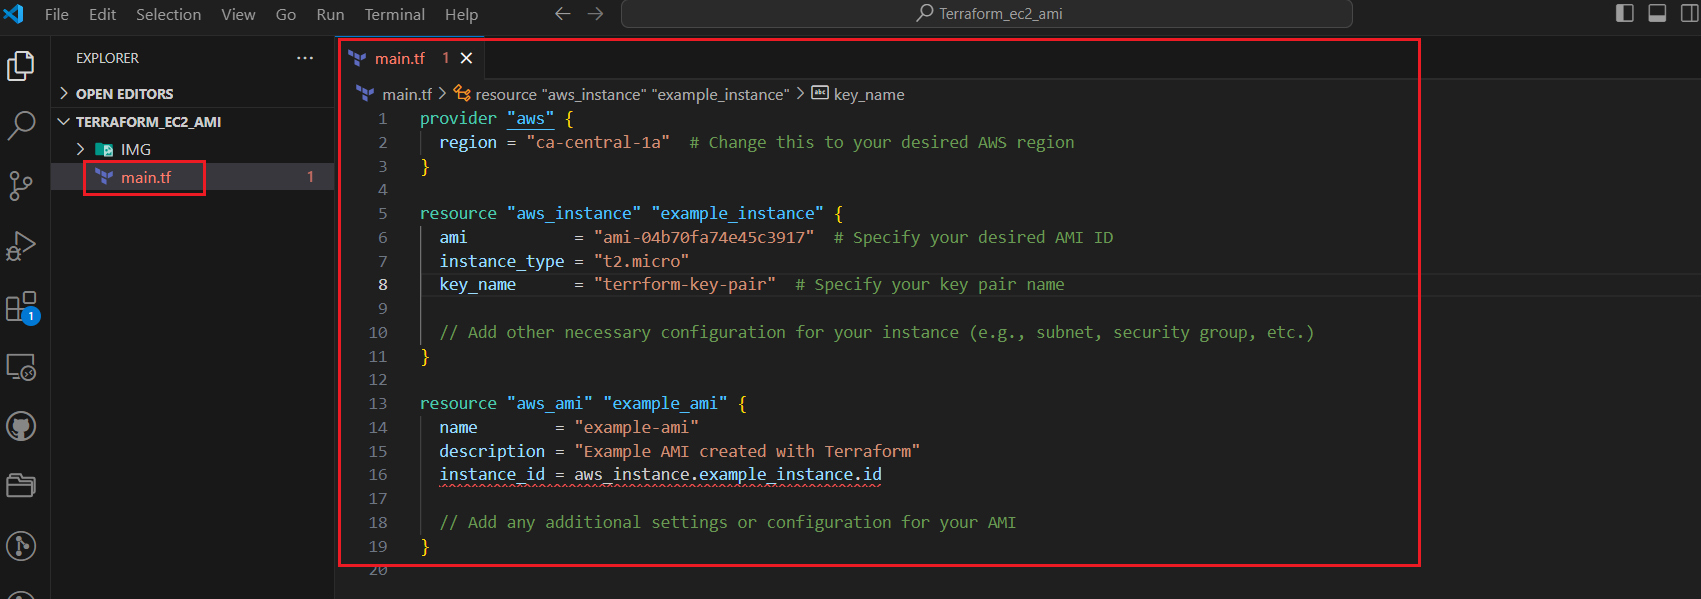 File Edit Selection View Go Run Terminal Help
Terraform_ec2_ami
EXPLORER ···
OPEN EDITORS
TERRAFORM_EC2_AMI
IMG
main.tf 1
1
main.tf 1
main.tf > resource "aws_instance" "example_instance" > abc key_name
1 provider "aws" {
2 region = "ca-central-1a" # Change this to your desired AWS region
3 }
4
5 resource "aws_instance" "example_instance" {
6 ami = "ami-04b70fa74e45c3917" # Specify your desired AMI ID
7 instance_type = "t2.micro"
8 key_name = "terrform-key-pair" # Specify your key pair name
9
10 // Add other necessary configuration for your instance (e.g., subnet, security group, etc.)
11 }
12
13 resource "aws_ami" "example_ami" {
14 name = "example-ami"
15 description = "Example AMI created with Terraform"
16 instance_id = aws_instance.example_instance.id
17
18 // Add any additional settings or configuration for your AMI
19 }
20